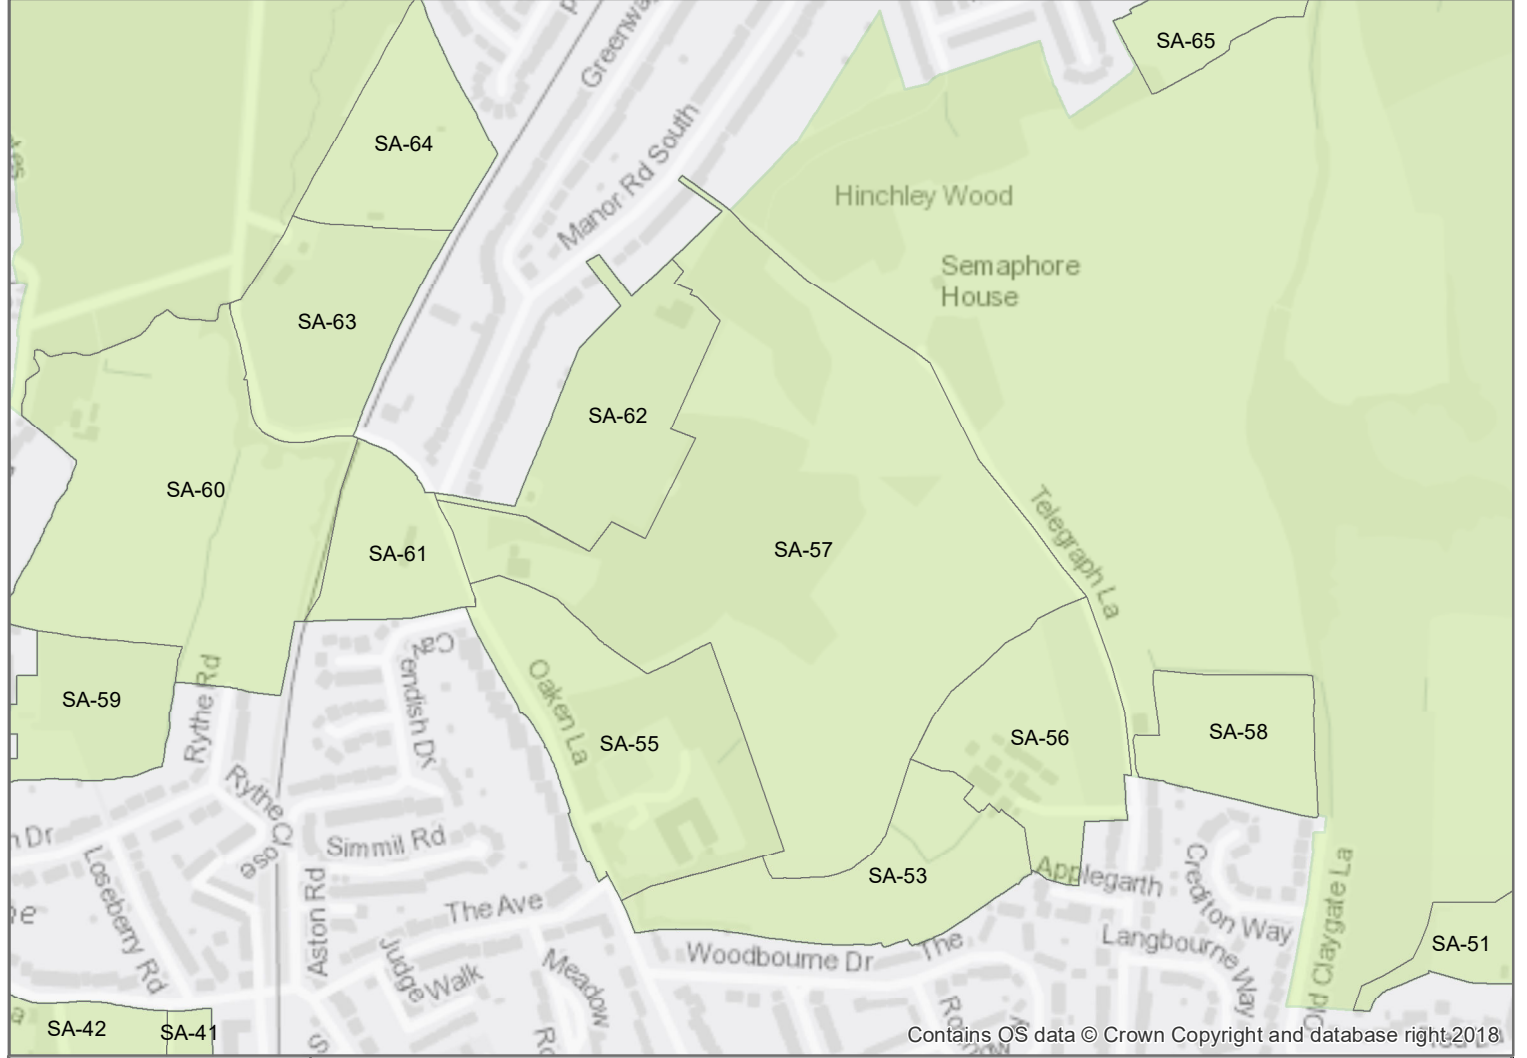 SA-65
Greenway
SA-64
Manor Rd South
Hinchley Wood
Semaphore
House
SA-63
SA-62
SA-60
Telegraph La
SA-61
SA-57
Oaken La
Cavendish Dr
SA-59
Rythe Rd
SA-55
SA-56
SA-58
Rythe Close
Simmil Rd
Loseberry Rd
Aston Rd
SA-53
Applegarth
Credĭton Way
The Ave
Old Claygate La
Judge Walk
Meadow
Woodbourne Dr
The
Langbourne Way
SA-51
SA-42
SA-41
Contains OS data © Crown Copyright and database right 2018